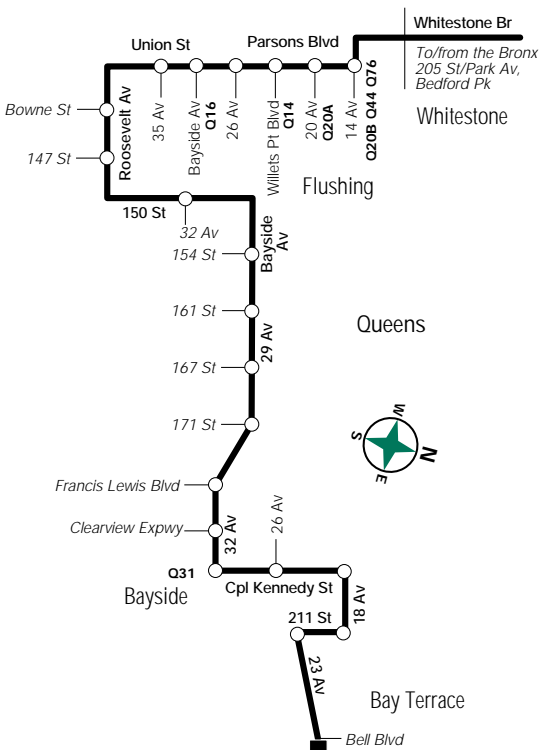 Whitestone Br
To/from the Bronx
205 St/Park Av,
Bedford Pk
Whitestone
Union St
Parsons Blvd
Bowne St
Roosevelt Av
147 St
35 Av
Bayside Av
Q16
26 Av
Willets Pt Blvd
Q14
20 Av
Q20A
14 Av
Q20B Q44 Q76
Flushing
150 St
32 Av
Bayside
Av
154 St
161 St
29 Av
Queens
167 St
171 St
W
S
N
E
Francis Lewis Blvd
Clearview Expwy
32 Av
26 Av
Q31
Cpl Kennedy St
Bayside
18 Av
211 St
23 Av
Bay Terrace
Bell Blvd